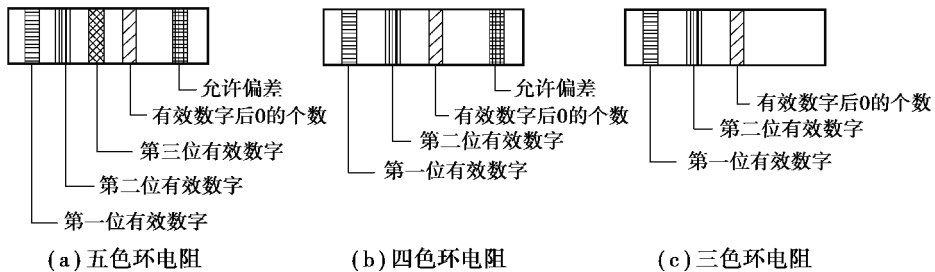 允许偏差
有效数字后0的个数
第三位有效数字
第二位有效数字
第一位有效数字
(a)五色环电阻
允许偏差
有效数字后0的个数
第二位有效数字
第一位有效数字
(b)四色环电阻
有效数字后0的个数
第二位有效数字
第一位有效数字
(c)三色环电阻